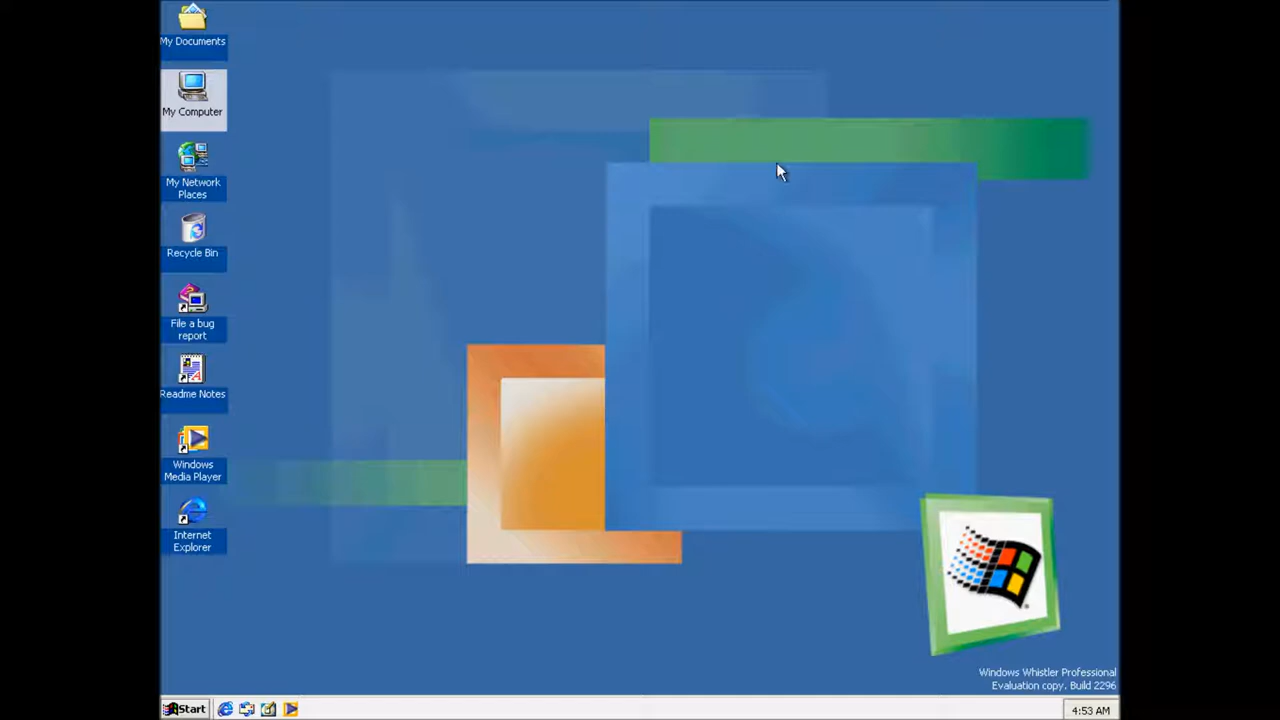 My Documents
My Computer
My Network
Places
Recycle Bin
File a bug
report
Readme Notes
Windows
Media Player
Internet
Explorer
Windows Whistler Professional
Evaluation copy. Build 2296
Start
4:53 AM